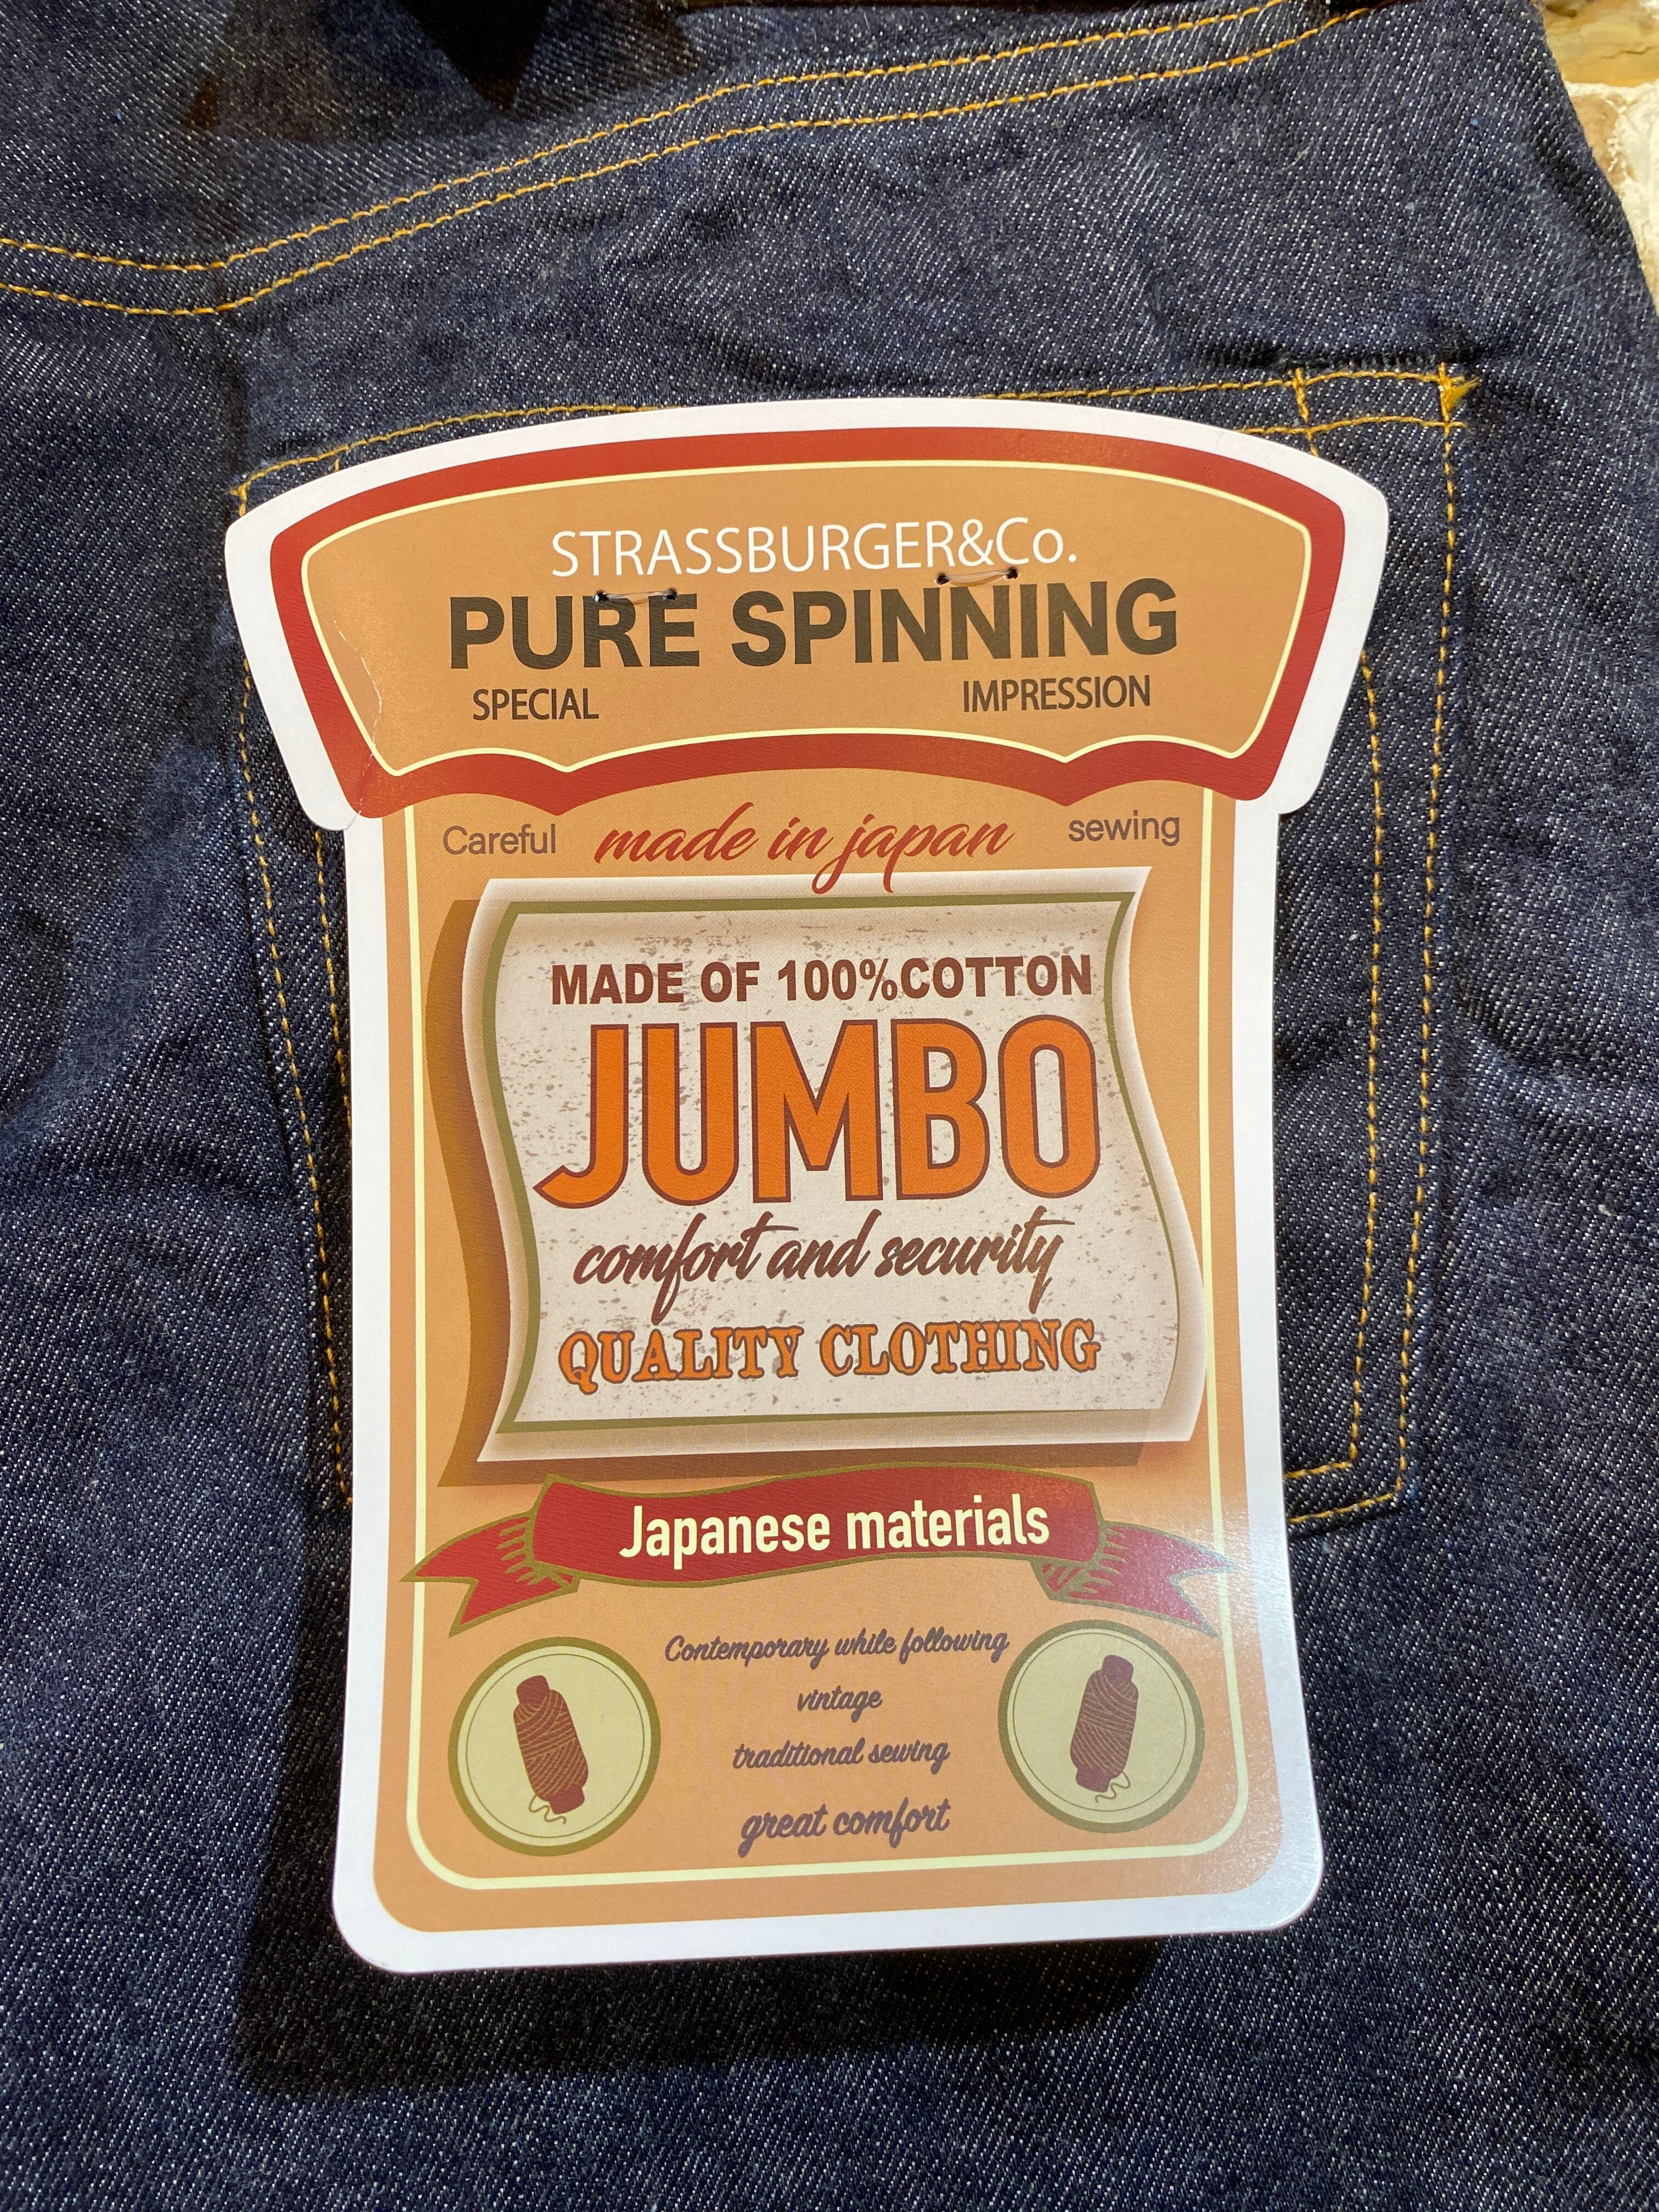 STRASSBURGER&Co.
PURE SPINNING
SPECIAL IMPRESSION
Careful made in japan sewing
MADE OF 100%COTTON
JUMBO
comfort and security
QUALITY CLOTHING
Japanese materials
Contemporary while following
vintage
traditional sewing
great comfort